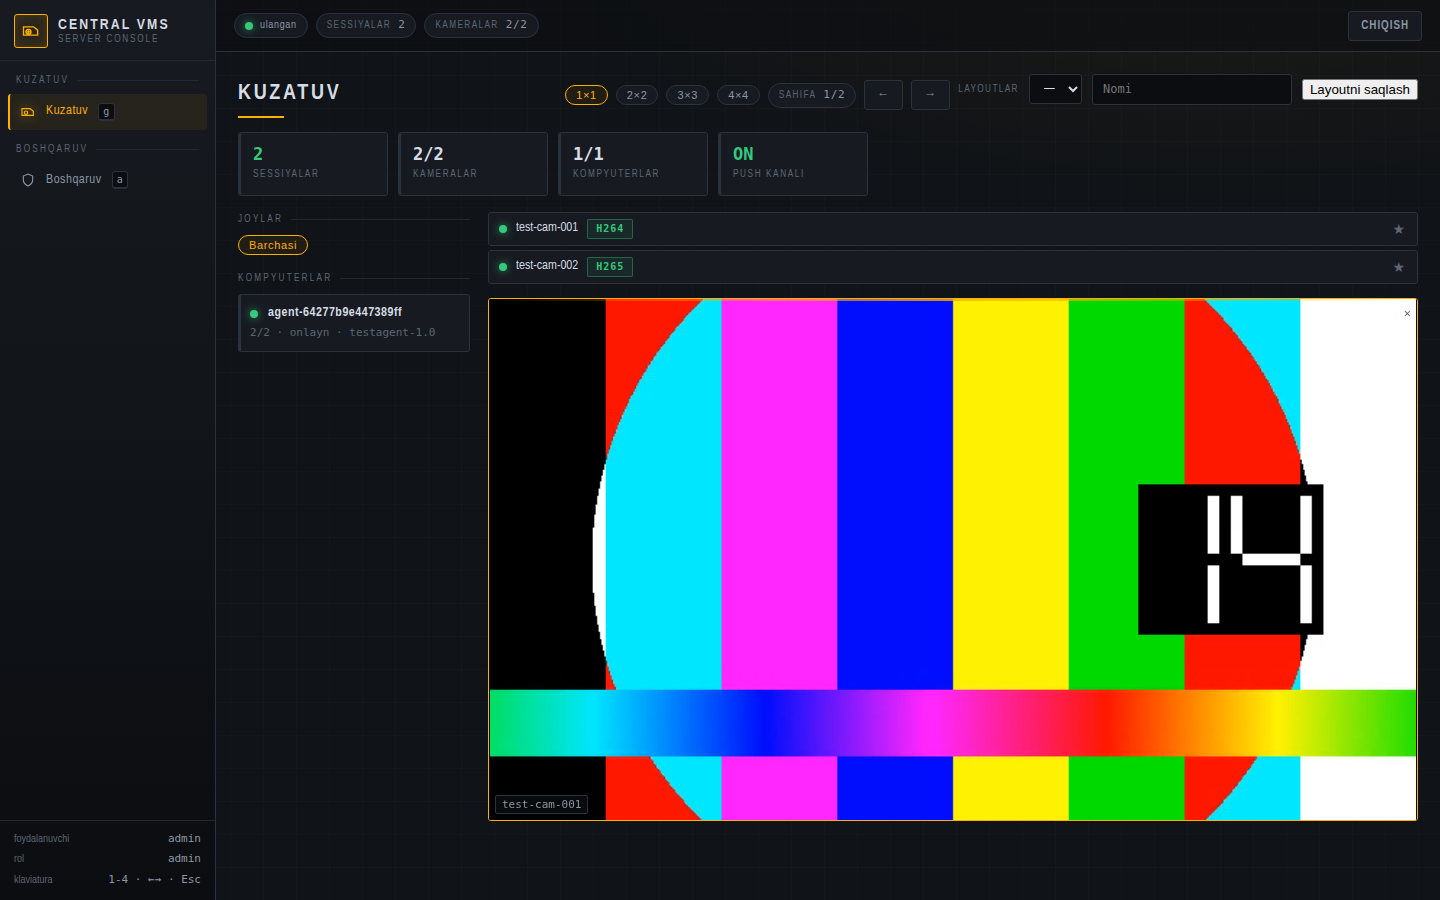 CENTRAL VMS
SERVER CONSOLE
KUZATUV
Kuzatuv g
BOSHQARUV
Boshqaruv a
foydalanuvchi admin
rol admin
klaviatura 1-4 · ←→ · Esc
ulangan
SESSIYALAR 2
KAMERALAR 2/2
CHIQISH
KUZATUV
1×1
2×2
3×3
4×4
SAHIFA 1/2
← →
LAYOUTLAR
—
Nomi
Layoutni saqlash
2
SESSIYALAR
2/2
KAMERALAR
1/1
KOMPYUTERLAR
ON
PUSH KANALI
JOYLAR
Barchasi
KOMPYUTERLAR
agent-64277b9e447389ff
2/2 · onlayn · testagent-1.0
test-cam-001 H264 ★
test-cam-002 H265 ★
×
14
test-cam-001